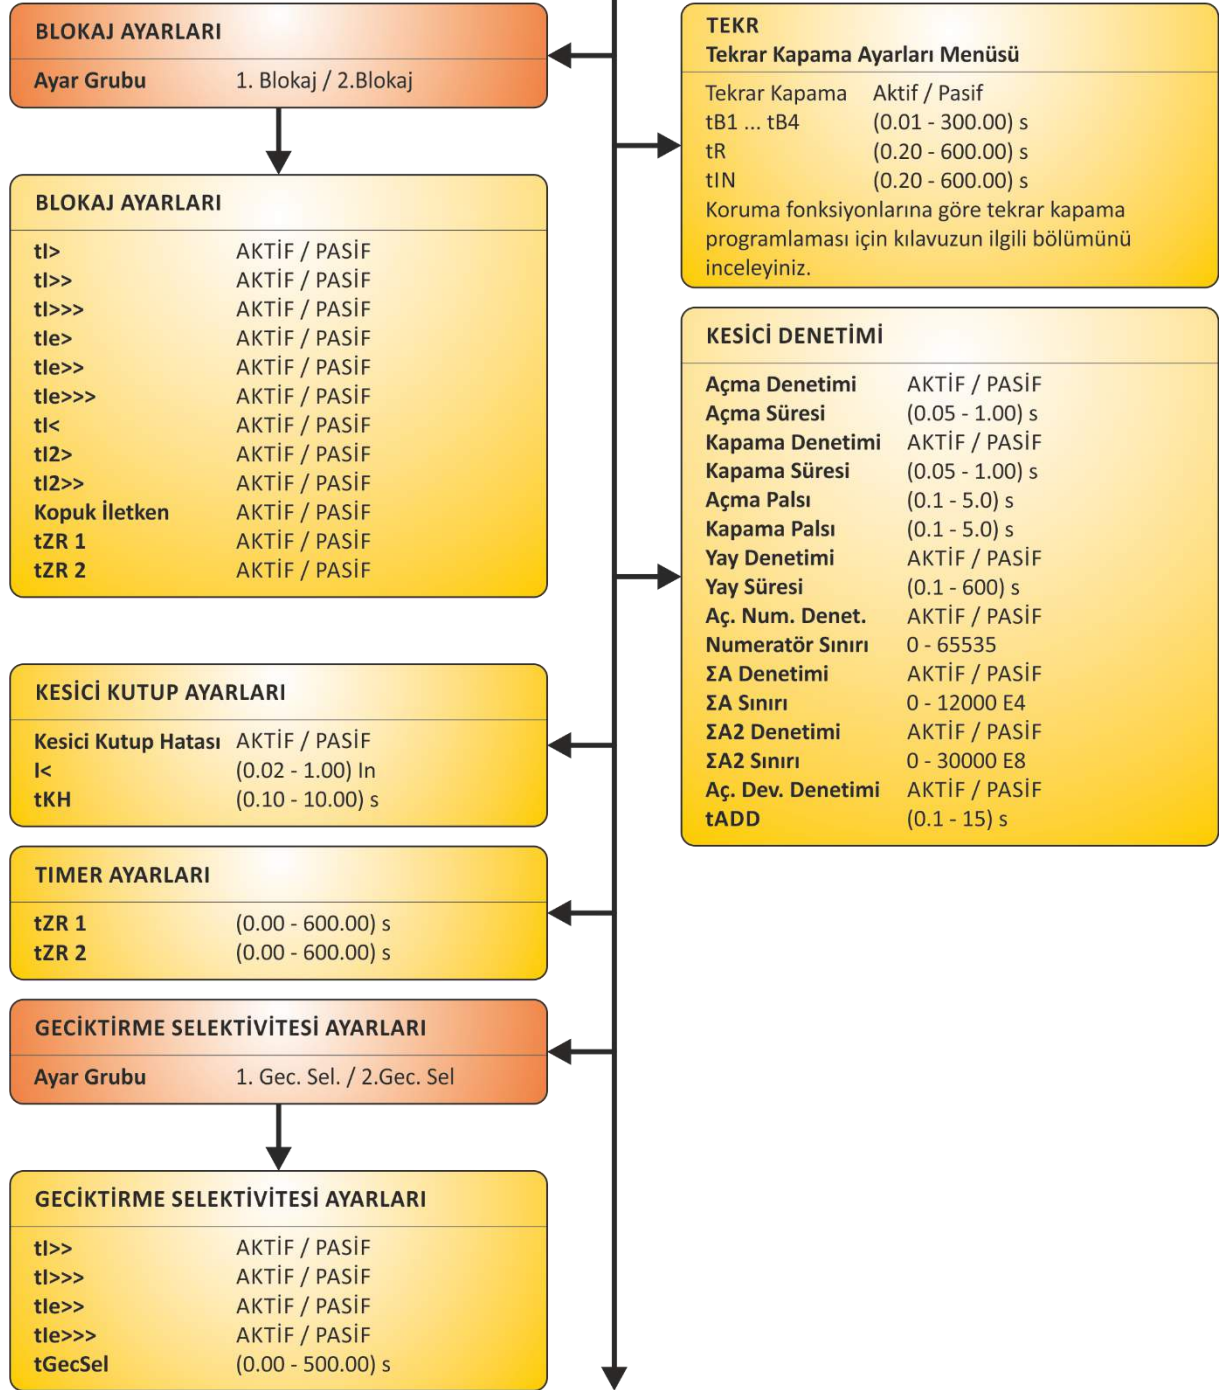 BLOKAJ AYARLARI
Ayar Grubu 1. Blokaj / 2.Blokaj
BLOKAJ AYARLARI
tI> AKTİF / PASİF
tI>> AKTİF / PASİF
tI>>> AKTİF / PASİF
tIe> AKTİF / PASİF
tIe>> AKTİF / PASİF
tIe>>> AKTİF / PASİF
tI< AKTİF / PASİF
tI2> AKTİF / PASİF
tI2>> AKTİF / PASİF
Kopuk İletken AKTİF / PASİF
tZR 1 AKTİF / PASİF
tZR 2 AKTİF / PASİF
KESİCİ KUTUP AYARLARI
Kesici Kutup Hatası AKTİF / PASİF
I< (0.02 - 1.00) In
tKH (0.10 - 10.00) s
TIMER AYARLARI
tZR 1 (0.00 - 600.00) s
tZR 2 (0.00 - 600.00) s
GECİKTİRME SELEKTİVİTESİ AYARLARI
Ayar Grubu 1. Gec. Sel. / 2.Gec. Sel
GECİKTİRME SELEKTİVİTESİ AYARLARI
tI>> AKTİF / PASİF
tI>>> AKTİF / PASİF
tIe>> AKTİF / PASİF
tIe>>> AKTİF / PASİF
tGecSel (0.00 - 500.00) s
TEKR
Tekrar Kapama Ayarları Menüsü
Tekrar Kapama Aktif / Pasif
tB1 ... tB4 (0.01 - 300.00) s
tR (0.20 - 600.00) s
tIN (0.20 - 600.00) s
Koruma fonksiyonlarına göre tekrar kapama
programlaması için kılavuzun ilgili bölümünü
inceleyiniz.
KESİCİ DENETİMİ
Açma Denetimi AKTİF / PASİF
Açma Süresi (0.05 - 1.00) s
Kapama Denetimi AKTİF / PASİF
Kapama Süresi (0.05 - 1.00) s
Açma Palsı (0.1 - 5.0) s
Kapama Palsı (0.1 - 5.0) s
Yay Denetimi AKTİF / PASİF
Yay Süresi (0.1 - 600) s
Aç. Num. Denet. AKTİF / PASİF
Numeratör Sınırı 0 - 65535
ΣA Denetimi AKTİF / PASİF
ΣA Sınırı 0 - 12000 E4
ΣA2 Denetimi AKTİF / PASİF
ΣA2 Sınırı 0 - 30000 E8
Aç. Dev. Denetimi AKTİF / PASİF
tADD (0.1 - 15) s